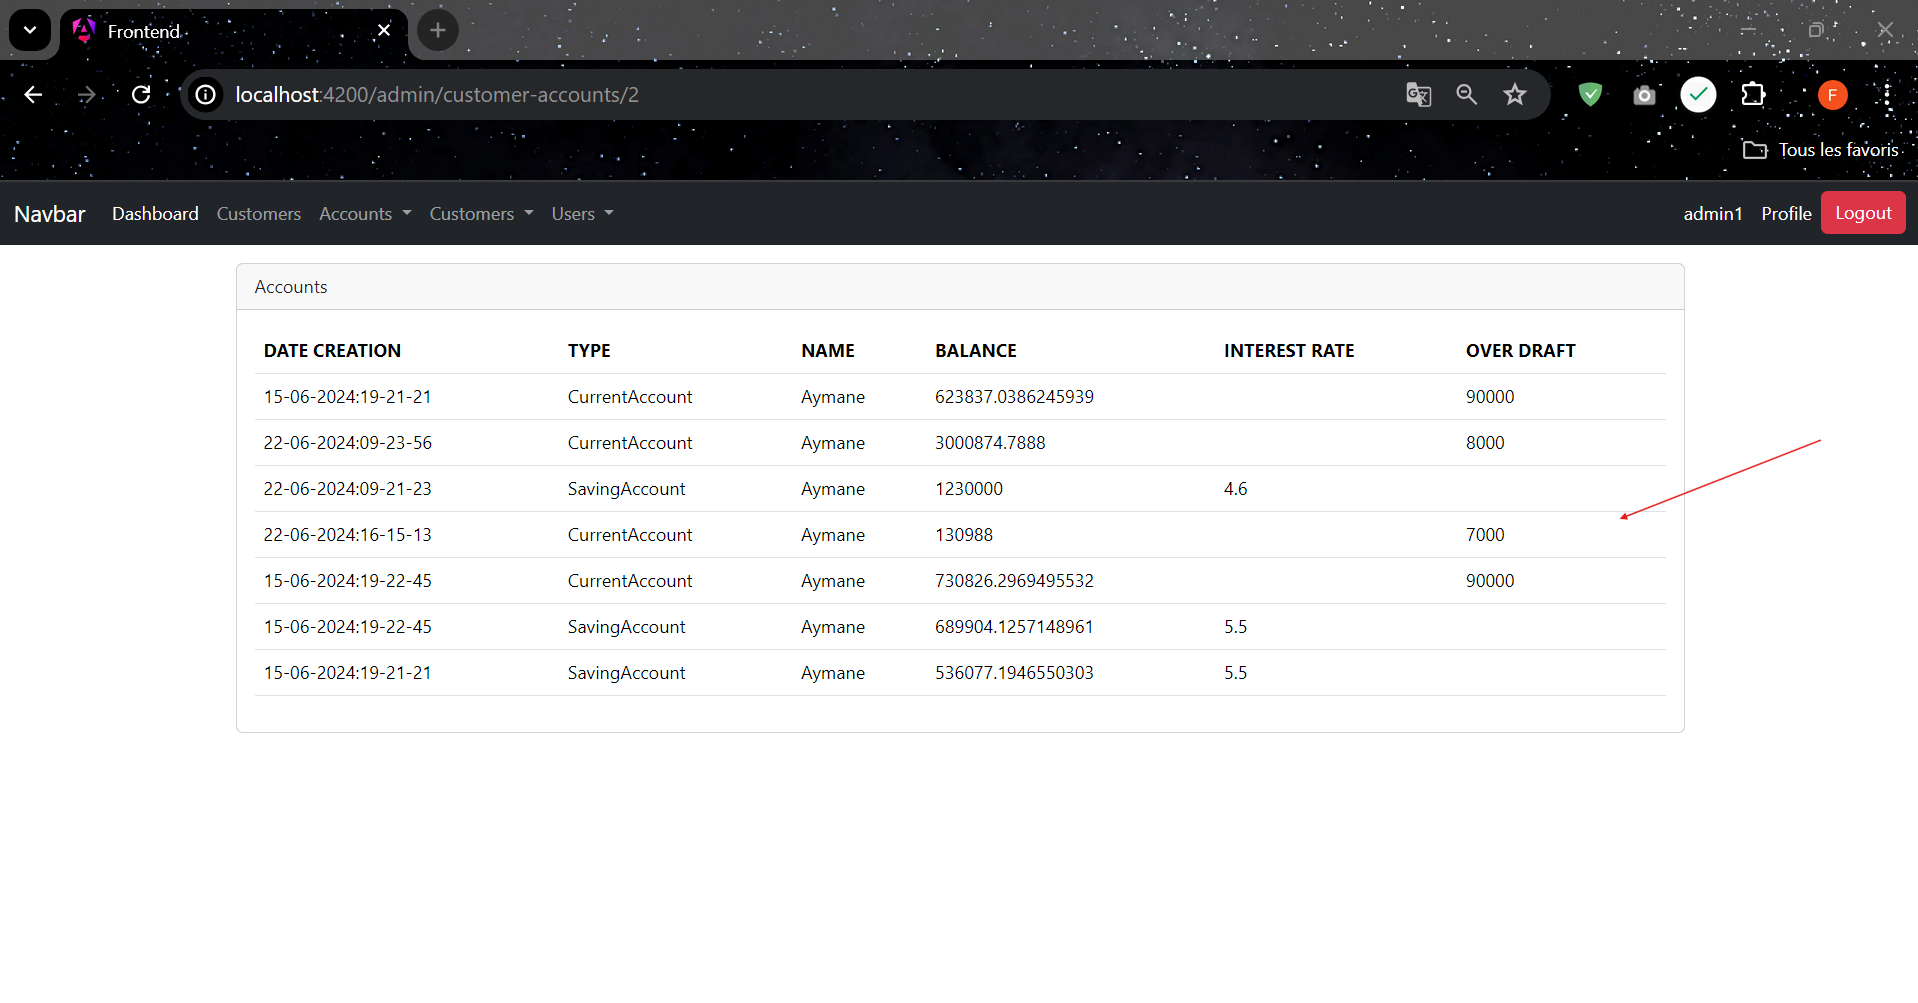 Frontend
localhost:4200/admin/customer-accounts/2
F
Tous les favoris
Navbar Dashboard Customers Accounts Customers Users admin1 Profile Logout
Accounts
DATE CREATION TYPE NAME BALANCE INTEREST RATE OVER DRAFT
15-06-2024:19-21-21 CurrentAccount Aymane 623837.0386245939 90000
22-06-2024:09-23-56 CurrentAccount Aymane 3000874.7888 8000
22-06-2024:09-21-23 SavingAccount Aymane 1230000 4.6
22-06-2024:16-15-13 CurrentAccount Aymane 130988 7000
15-06-2024:19-22-45 CurrentAccount Aymane 730826.2969495532 90000
15-06-2024:19-22-45 SavingAccount Aymane 689904.1257148961 5.5
15-06-2024:19-21-21 SavingAccount Aymane 536077.1946550303 5.5